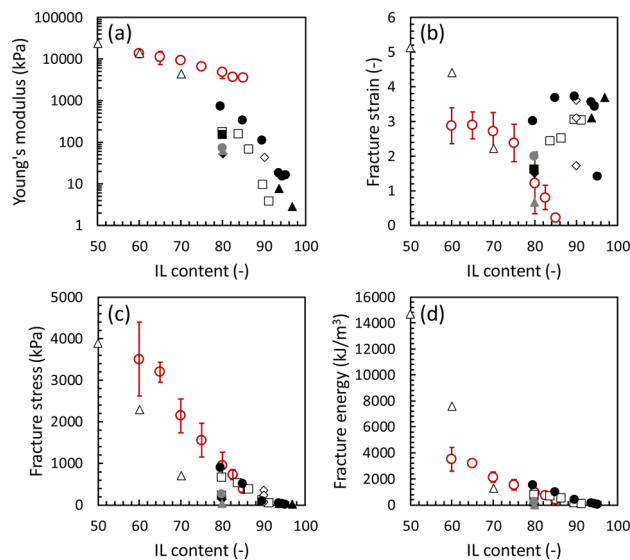 (a)
Young's modulus (kPa)
100000
10000
1000
100
10
1
50 60 70 80 90 100
IL content (-)
(b)
Fracture strain (-)
6
5
4
3
2
1
0
50 60 70 80 90 100
IL content (-)
(c)
Fracture stress (kPa)
5000
4000
3000
2000
1000
0
50 60 70 80 90 100
IL content (-)
(d)
Fracture energy (kJ/m³)
16000
14000
12000
10000
8000
6000
4000
2000
0
50 60 70 80 90 100
IL content (-)